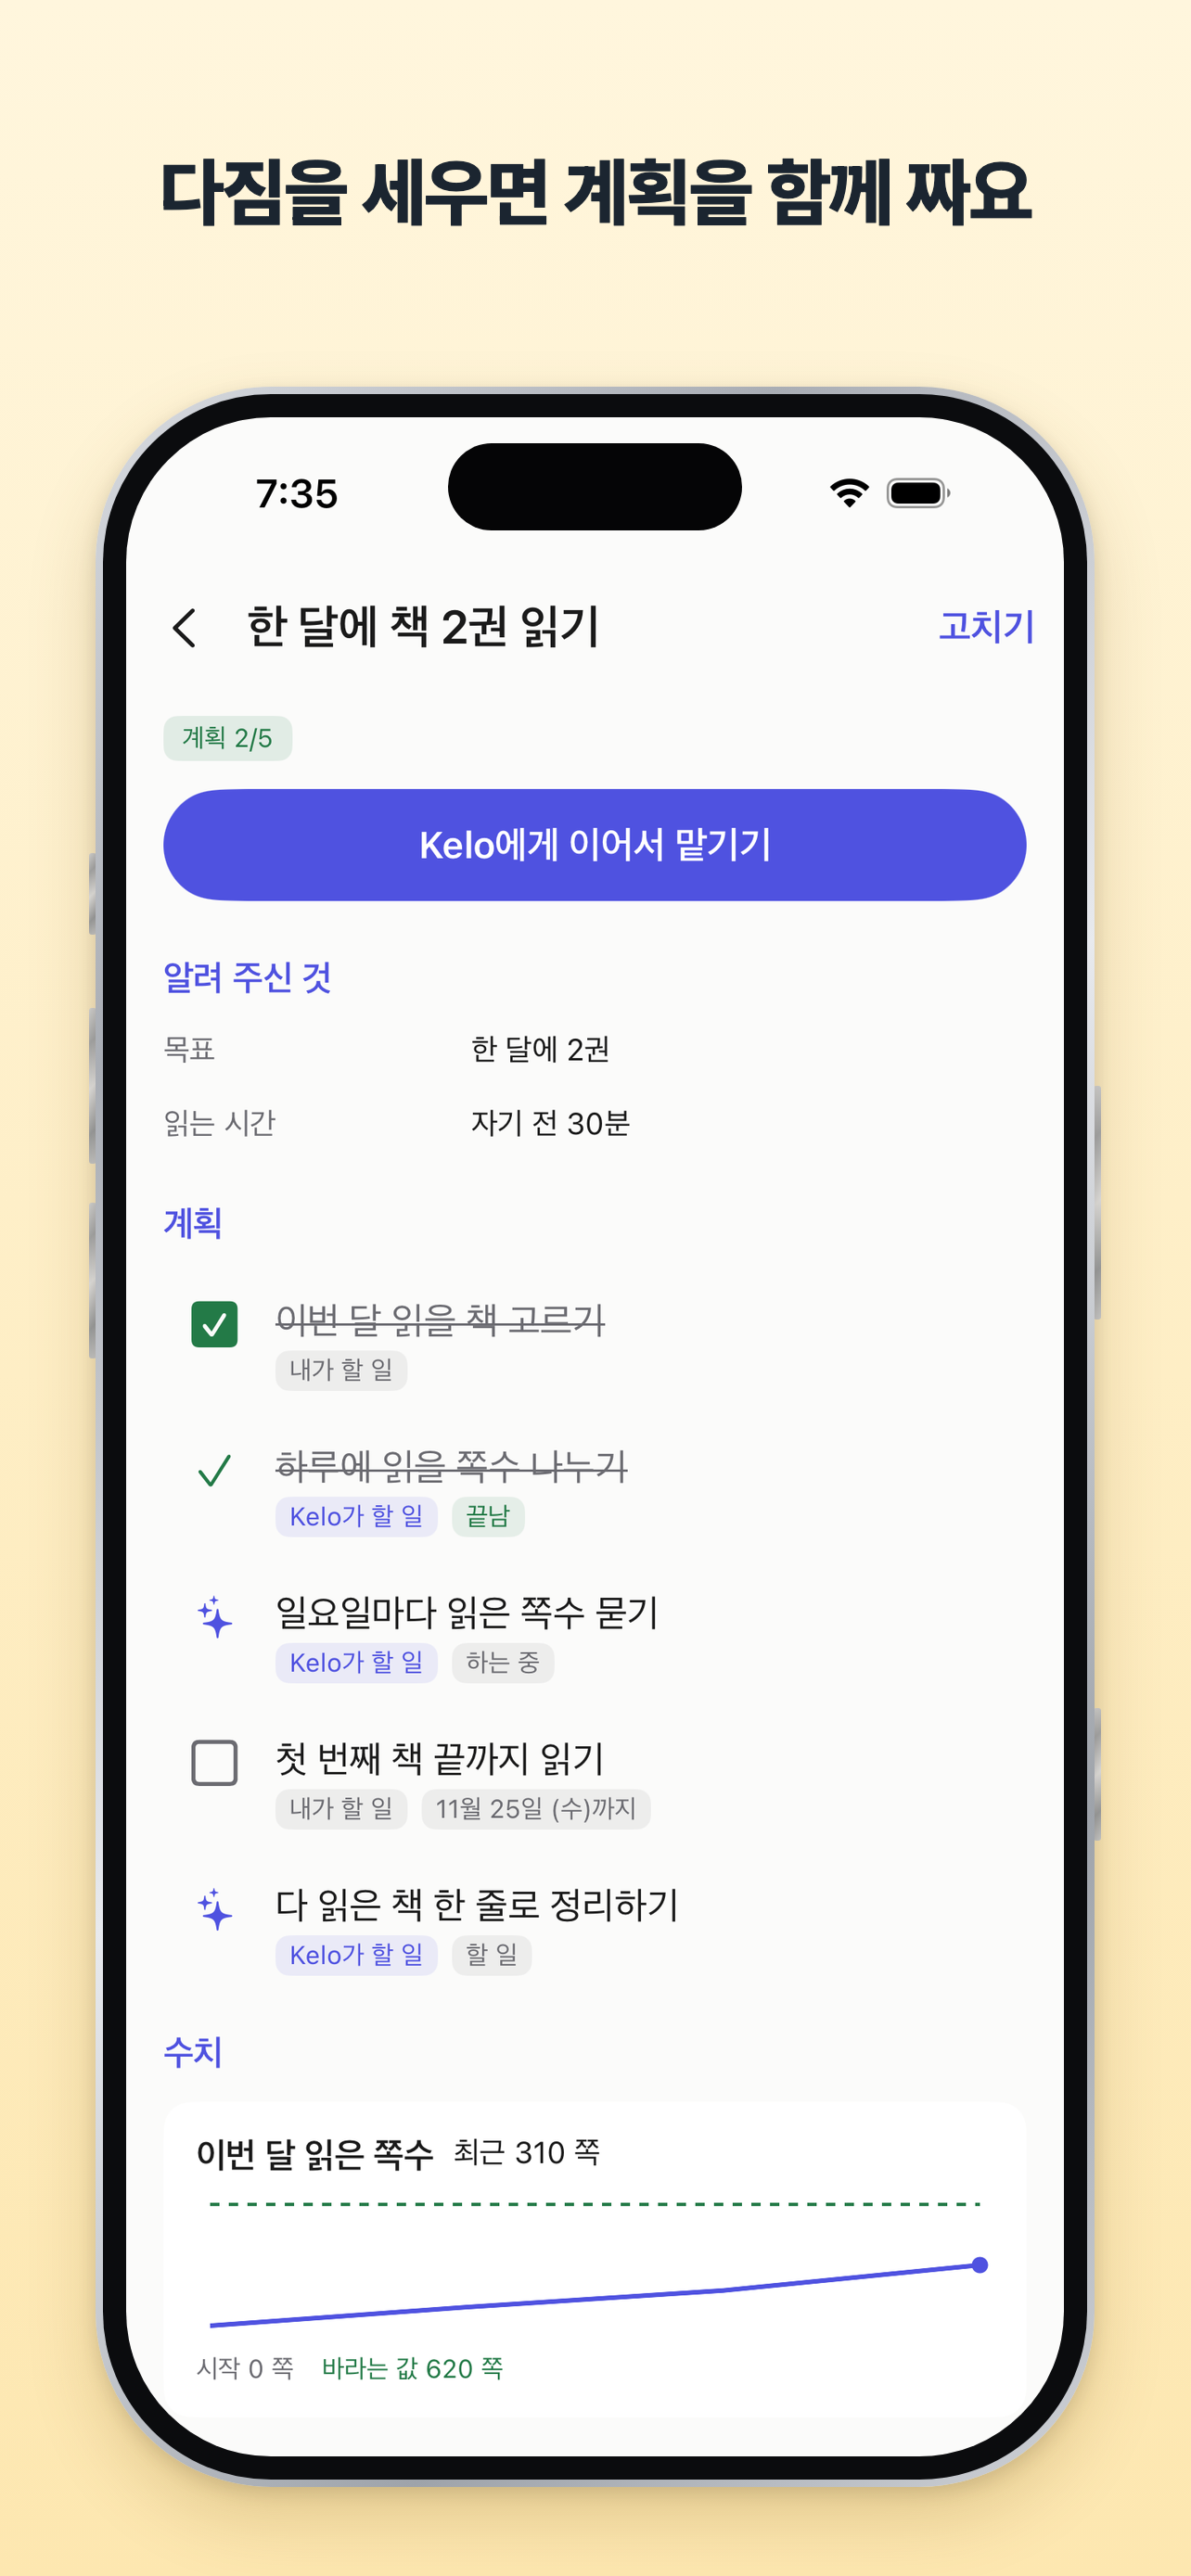 다짐을 세우면 계획을 함께 짜요
7:35
한 달에 책 2권 읽기
고치기
계획 2/5
Kelo에게 이어서 맡기기
알려 주신 것
목표 한 달에 2권
읽는 시간 자기 전 30분
계획
이번 달 읽을 책 고르기
내가 할 일
하루에 읽을 쪽수 나누기
Kelo가 할 일 끝남
일요일마다 읽은 쪽수 묻기
Kelo가 할 일 하는 중
첫 번째 책 끝까지 읽기
내가 할 일 11월 25일 (수)까지
다 읽은 책 한 줄로 정리하기
Kelo가 할 일 할 일
수치
이번 달 읽은 쪽수 최근 310 쪽
시작 0 쪽 바라는 값 620 쪽